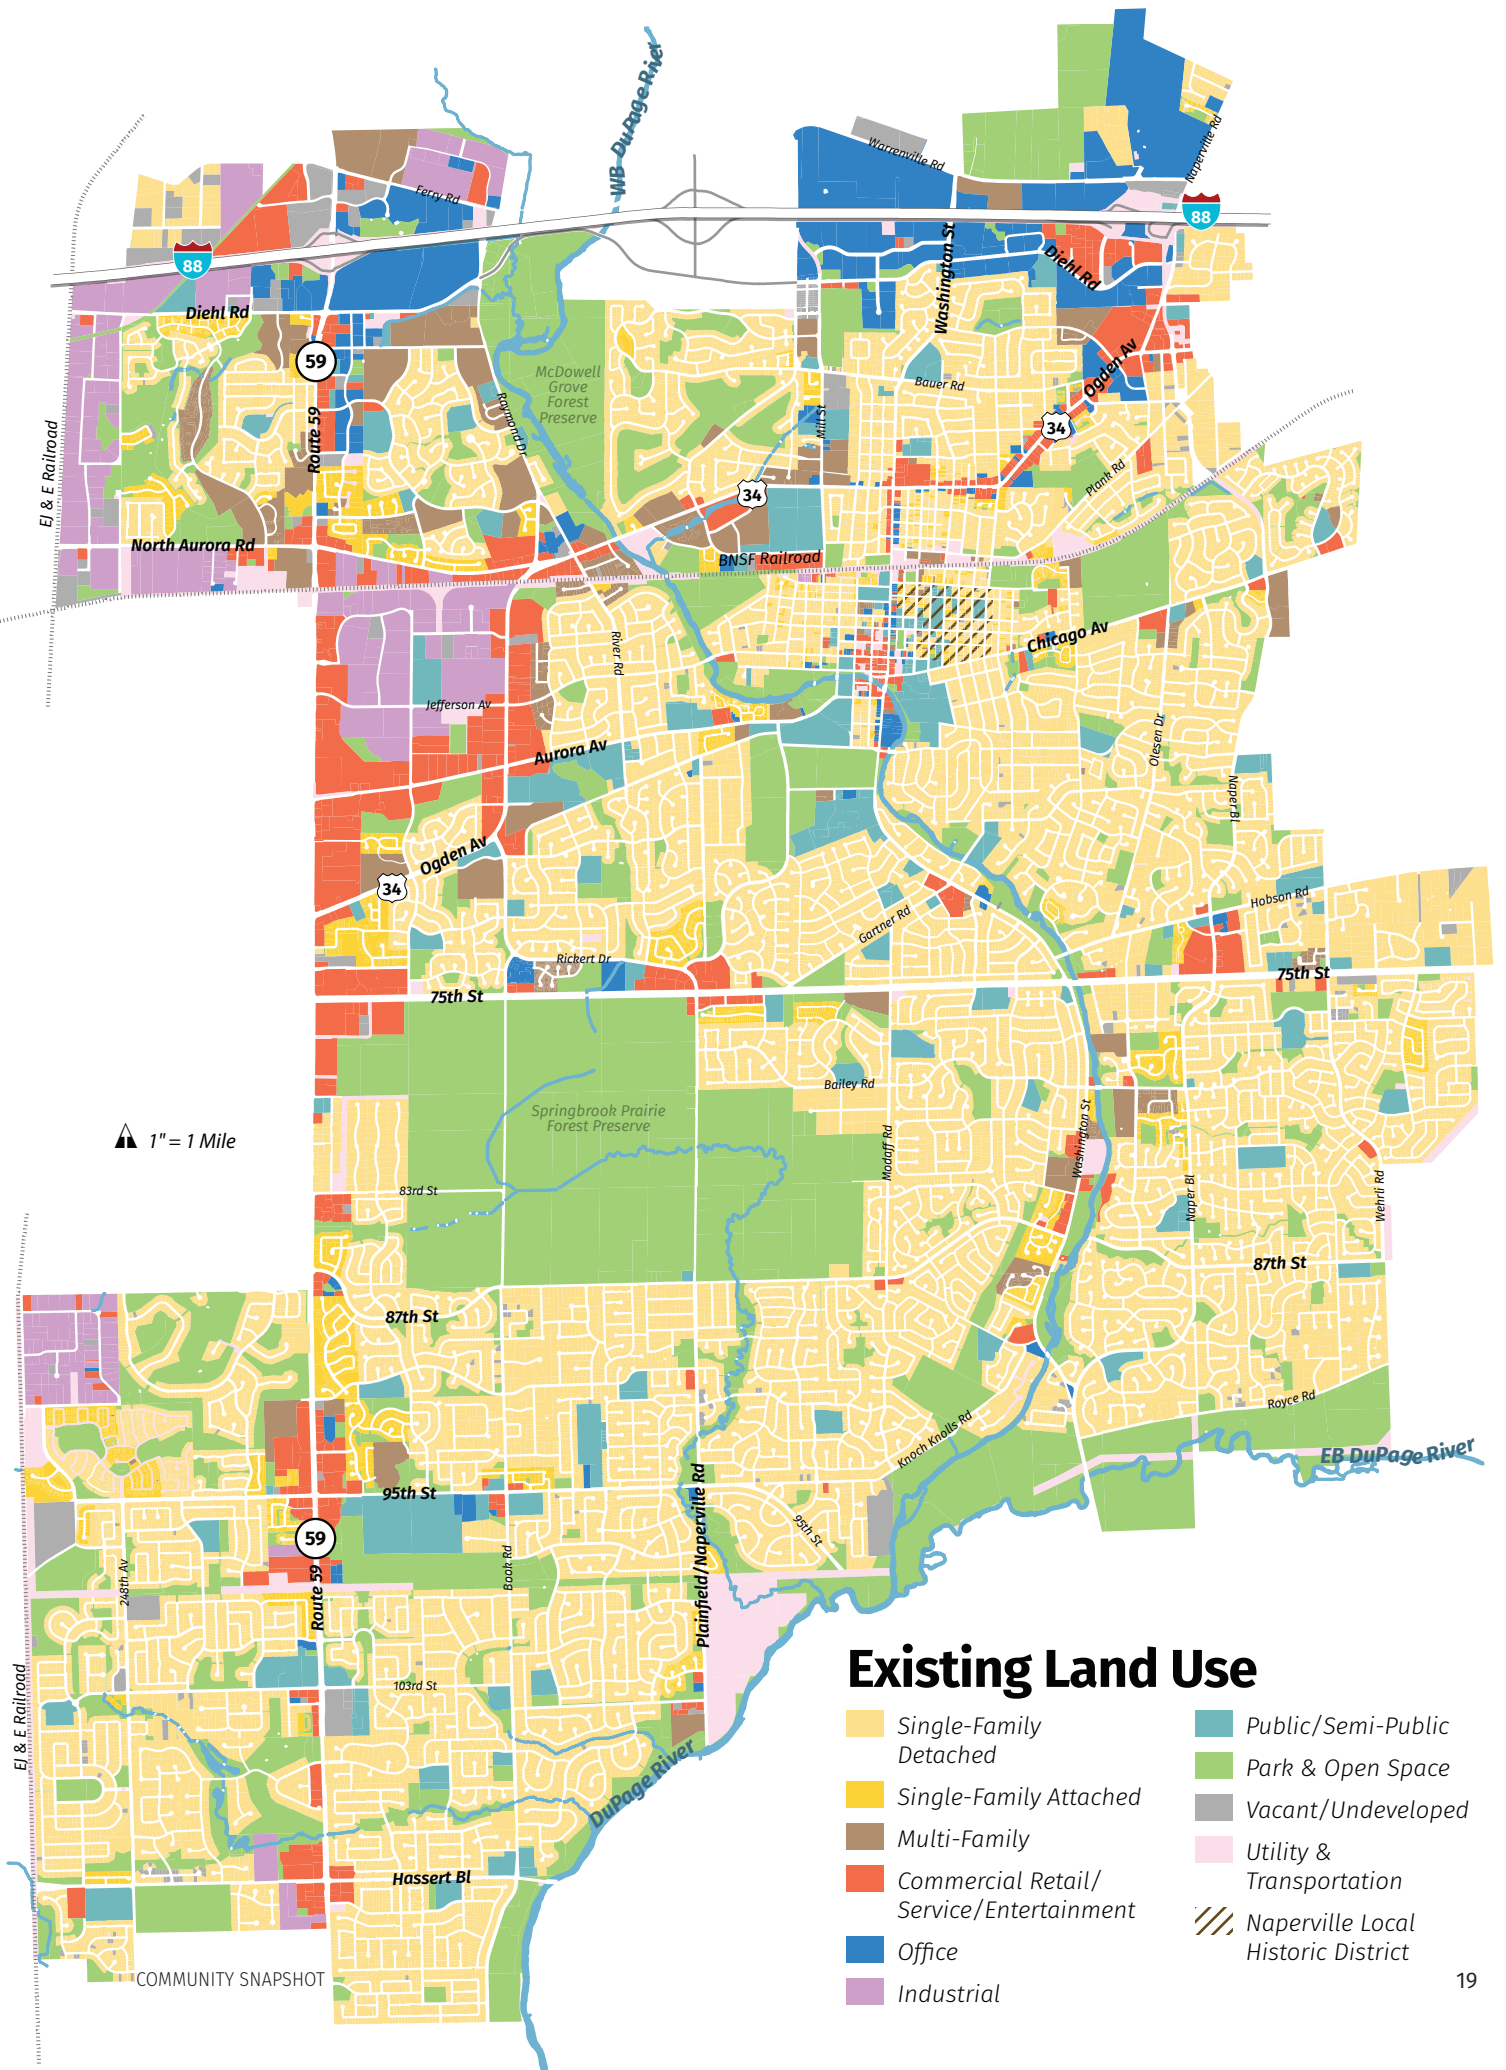 WB DuPage River
Warrenville Rd
Naperville Rd
Ferry Rd
88
88
Washington St
Diehl Rd
Diehl Rd
59
McDowell
Grove
Forest
Preserve
Ogden Av
Bauer Rd
Raymond Dr
Mill St
Route 59
34
EJ & E Railroad
Plank Rd
34
North Aurora Rd
BNSF Railroad
River Rd
Chicago Av
Jefferson Av
Aurora Av
Olesen Dr
Naper Bl
Ogden Av
34
Hobson Rd
Gartner Rd
Rickert Dr
75th St
75th St
Bailey Rd
Springbrook Prairie
Forest Preserve
1" = 1 Mile
Washington St
Modaff Rd
83rd St
Naper Bl
Wehrli Rd
87th St
87th St
Royce Rd
Knoch Knolls Rd
EB DuPage River
95th St
Plainfield/Naperville Rd
95th St
59
Book Rd
248th Av
Route 59
103rd St
EJ & E Railroad
DuPage River
Hassert Bl
Existing Land Use
Single-Family
Detached
Single-Family Attached
Multi-Family
Commercial Retail/
Service/Entertainment
Office
Industrial
Public/Semi-Public
Park & Open Space
Vacant/Undeveloped
Utility &
Transportation
Naperville Local
Historic District
COMMUNITY SNAPSHOT
19